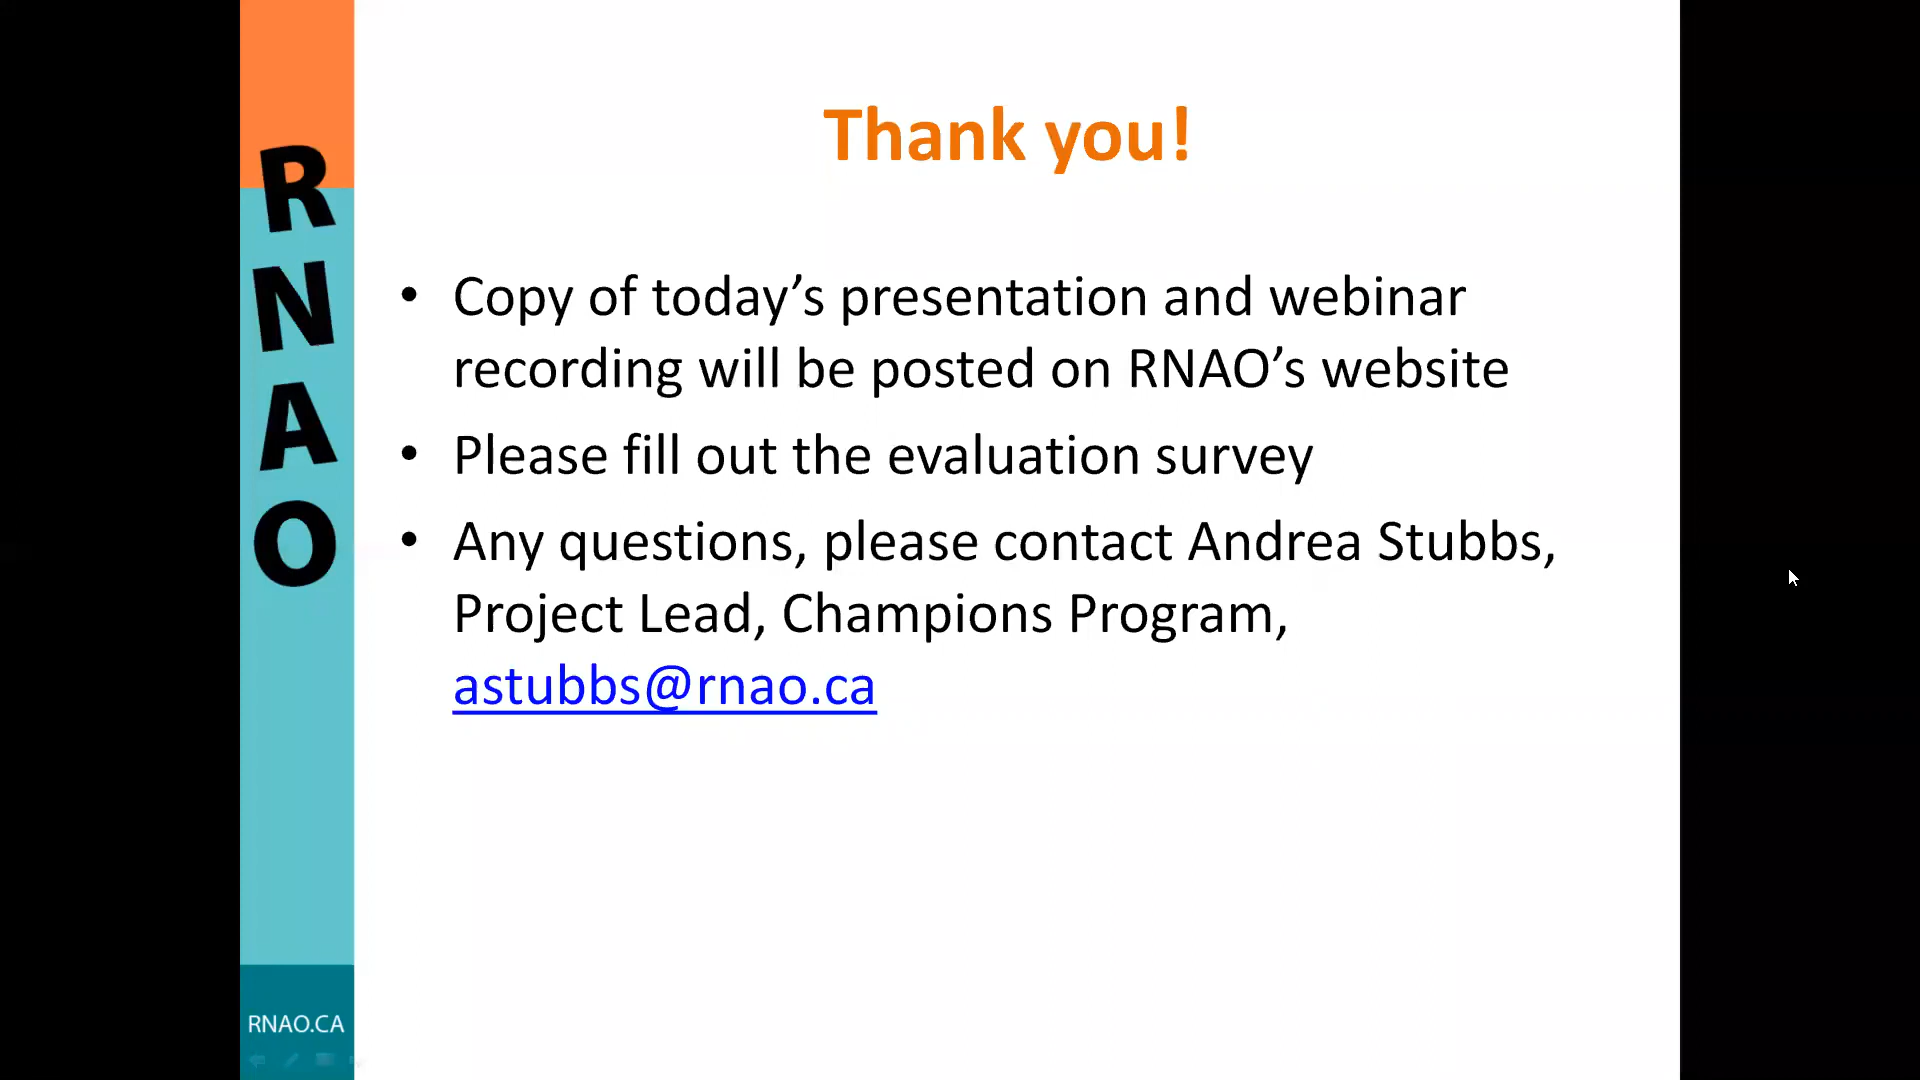 RNAO
Thank you!
• Copy of today’s presentation and webinar
recording will be posted on RNAO’s website
• Please fill out the evaluation survey
• Any questions, please contact Andrea Stubbs,
Project Lead, Champions Program,
astubbs@rnao.ca
RNAO.CA